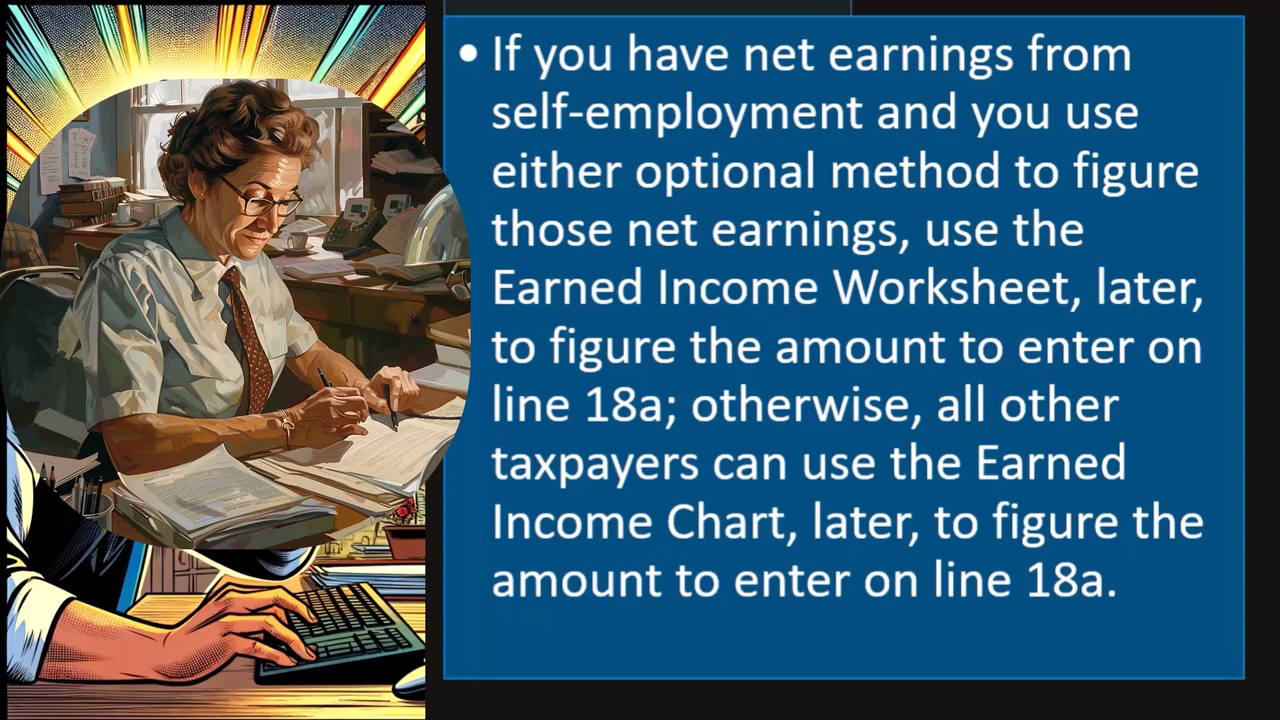 • If you have net earnings from
self-employment and you use
either optional method to figure
those net earnings, use the
Earned Income Worksheet, later,
to figure the amount to enter on
line 18a; otherwise, all other
taxpayers can use the Earned
Income Chart, later, to figure the
amount to enter on line 18a.